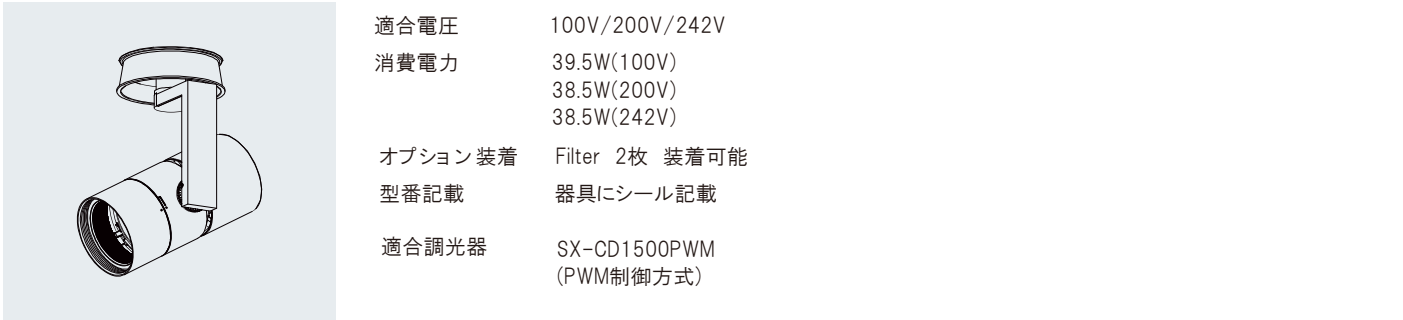 適合電圧 100V/200V/242V
消費電力 39.5W(100V)
38.5W(200V)
38.5W(242V)
オプション装着 Filter 2枚 装着可能
型番記載 器具にシール記載
適合調光器 SX-CD1500PWM
(PWM制御方式)